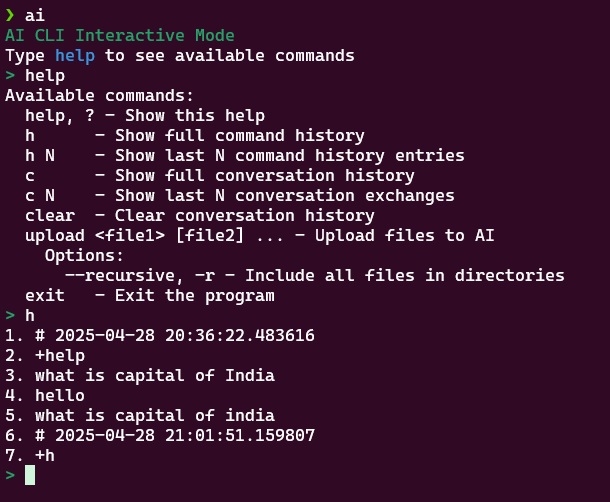 ❯ ai
AI CLI Interactive Mode
Type help to see available commands
> help
Available commands:
  help, ? – Show this help
  h      – Show full command history
  h N    – Show last N command history entries
  c      – Show full conversation history
  c N    – Show last N conversation exchanges
  clear  – Clear conversation history
  upload <file1> [file2] ... – Upload files to AI
    Options:
      --recursive, -r – Include all files in directories
  exit   – Exit the program
> h
1. # 2025-04-28 20:36:22.483616
2. +help
3. what is capital of India
4. hello
5. what is capital of india
6. # 2025-04-28 21:01:51.159807
7. +h
>